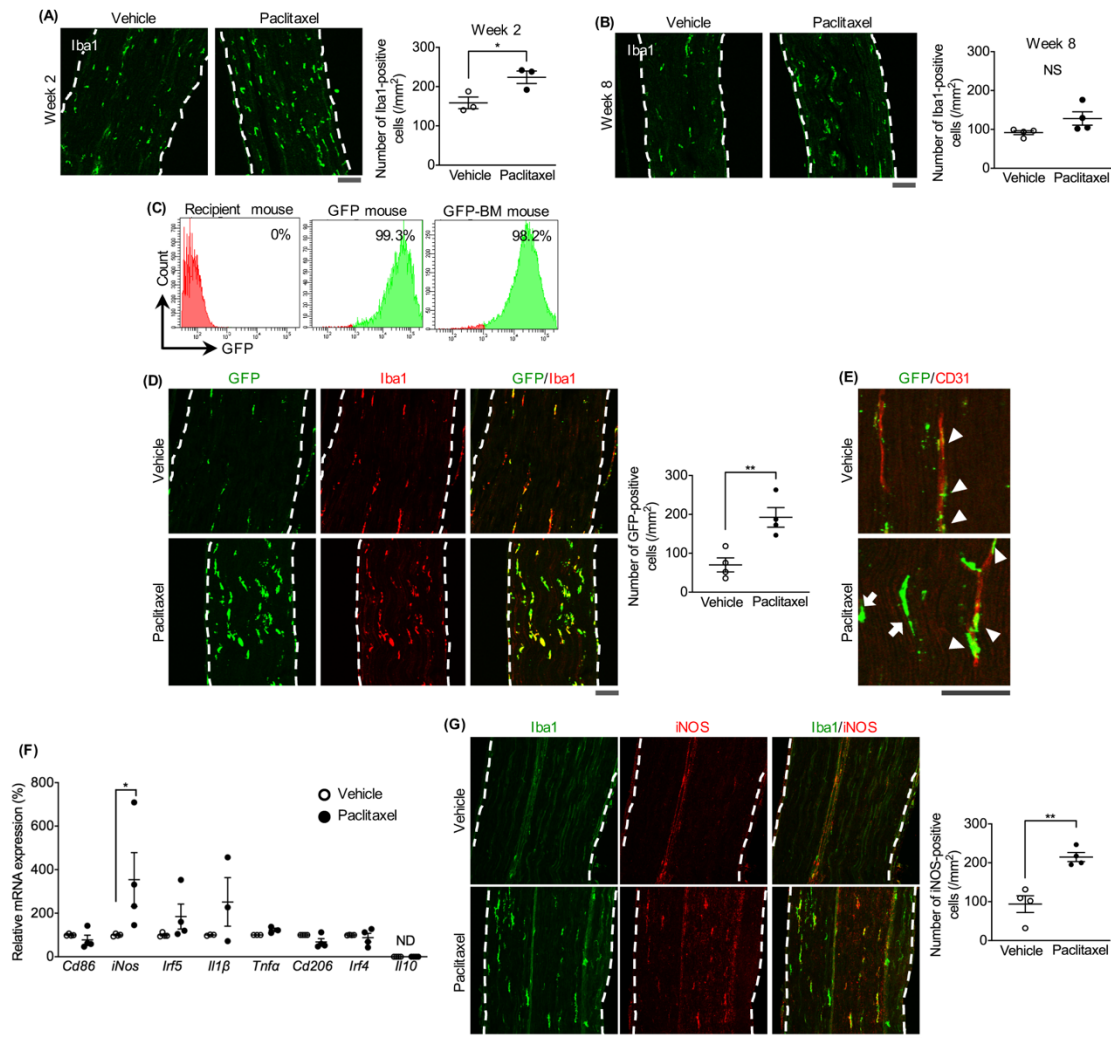 (A)
Vehicle
Paclitaxel
Iba1
Week 2
Week 2
*
Number of Iba1-positive
cells (/mm2)
300
200
100
0
Vehicle
Paclitaxel
(B)
Vehicle
Paclitaxel
Iba1
Week 8
Week 8
NS
Number of Iba1-positive
cells (/mm2)
300
200
100
0
Vehicle
Paclitaxel
(C)
Recipient mouse
GFP mouse
GFP-BM mouse
0%
99.3%
98.2%
Count
GFP
(D)
GFP
Iba1
GFP/Iba1
Vehicle
Paclitaxel
**
Number of GFP-positive
cells (/mm2)
300
200
100
0
Vehicle
Paclitaxel
(E)
GFP/CD31
Vehicle
Paclitaxel
(F)
Relative mRNA expression (%)
800
600
400
200
0
*
Vehicle
Paclitaxel
ND
Cd86 iNos Irf5 Il1β Tnfα Cd206 Irf4 Il10
(G)
Iba1
iNOS
Iba1/iNOS
Vehicle
Paclitaxel
**
Number of iNOS-positive
cells (/mm2)
300
200
100
0
Vehicle
Paclitaxel